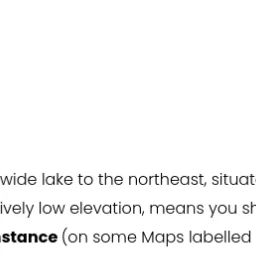 wide lake to the northeast, situat
ively low elevation, means you sh
stance (on some Maps labelled